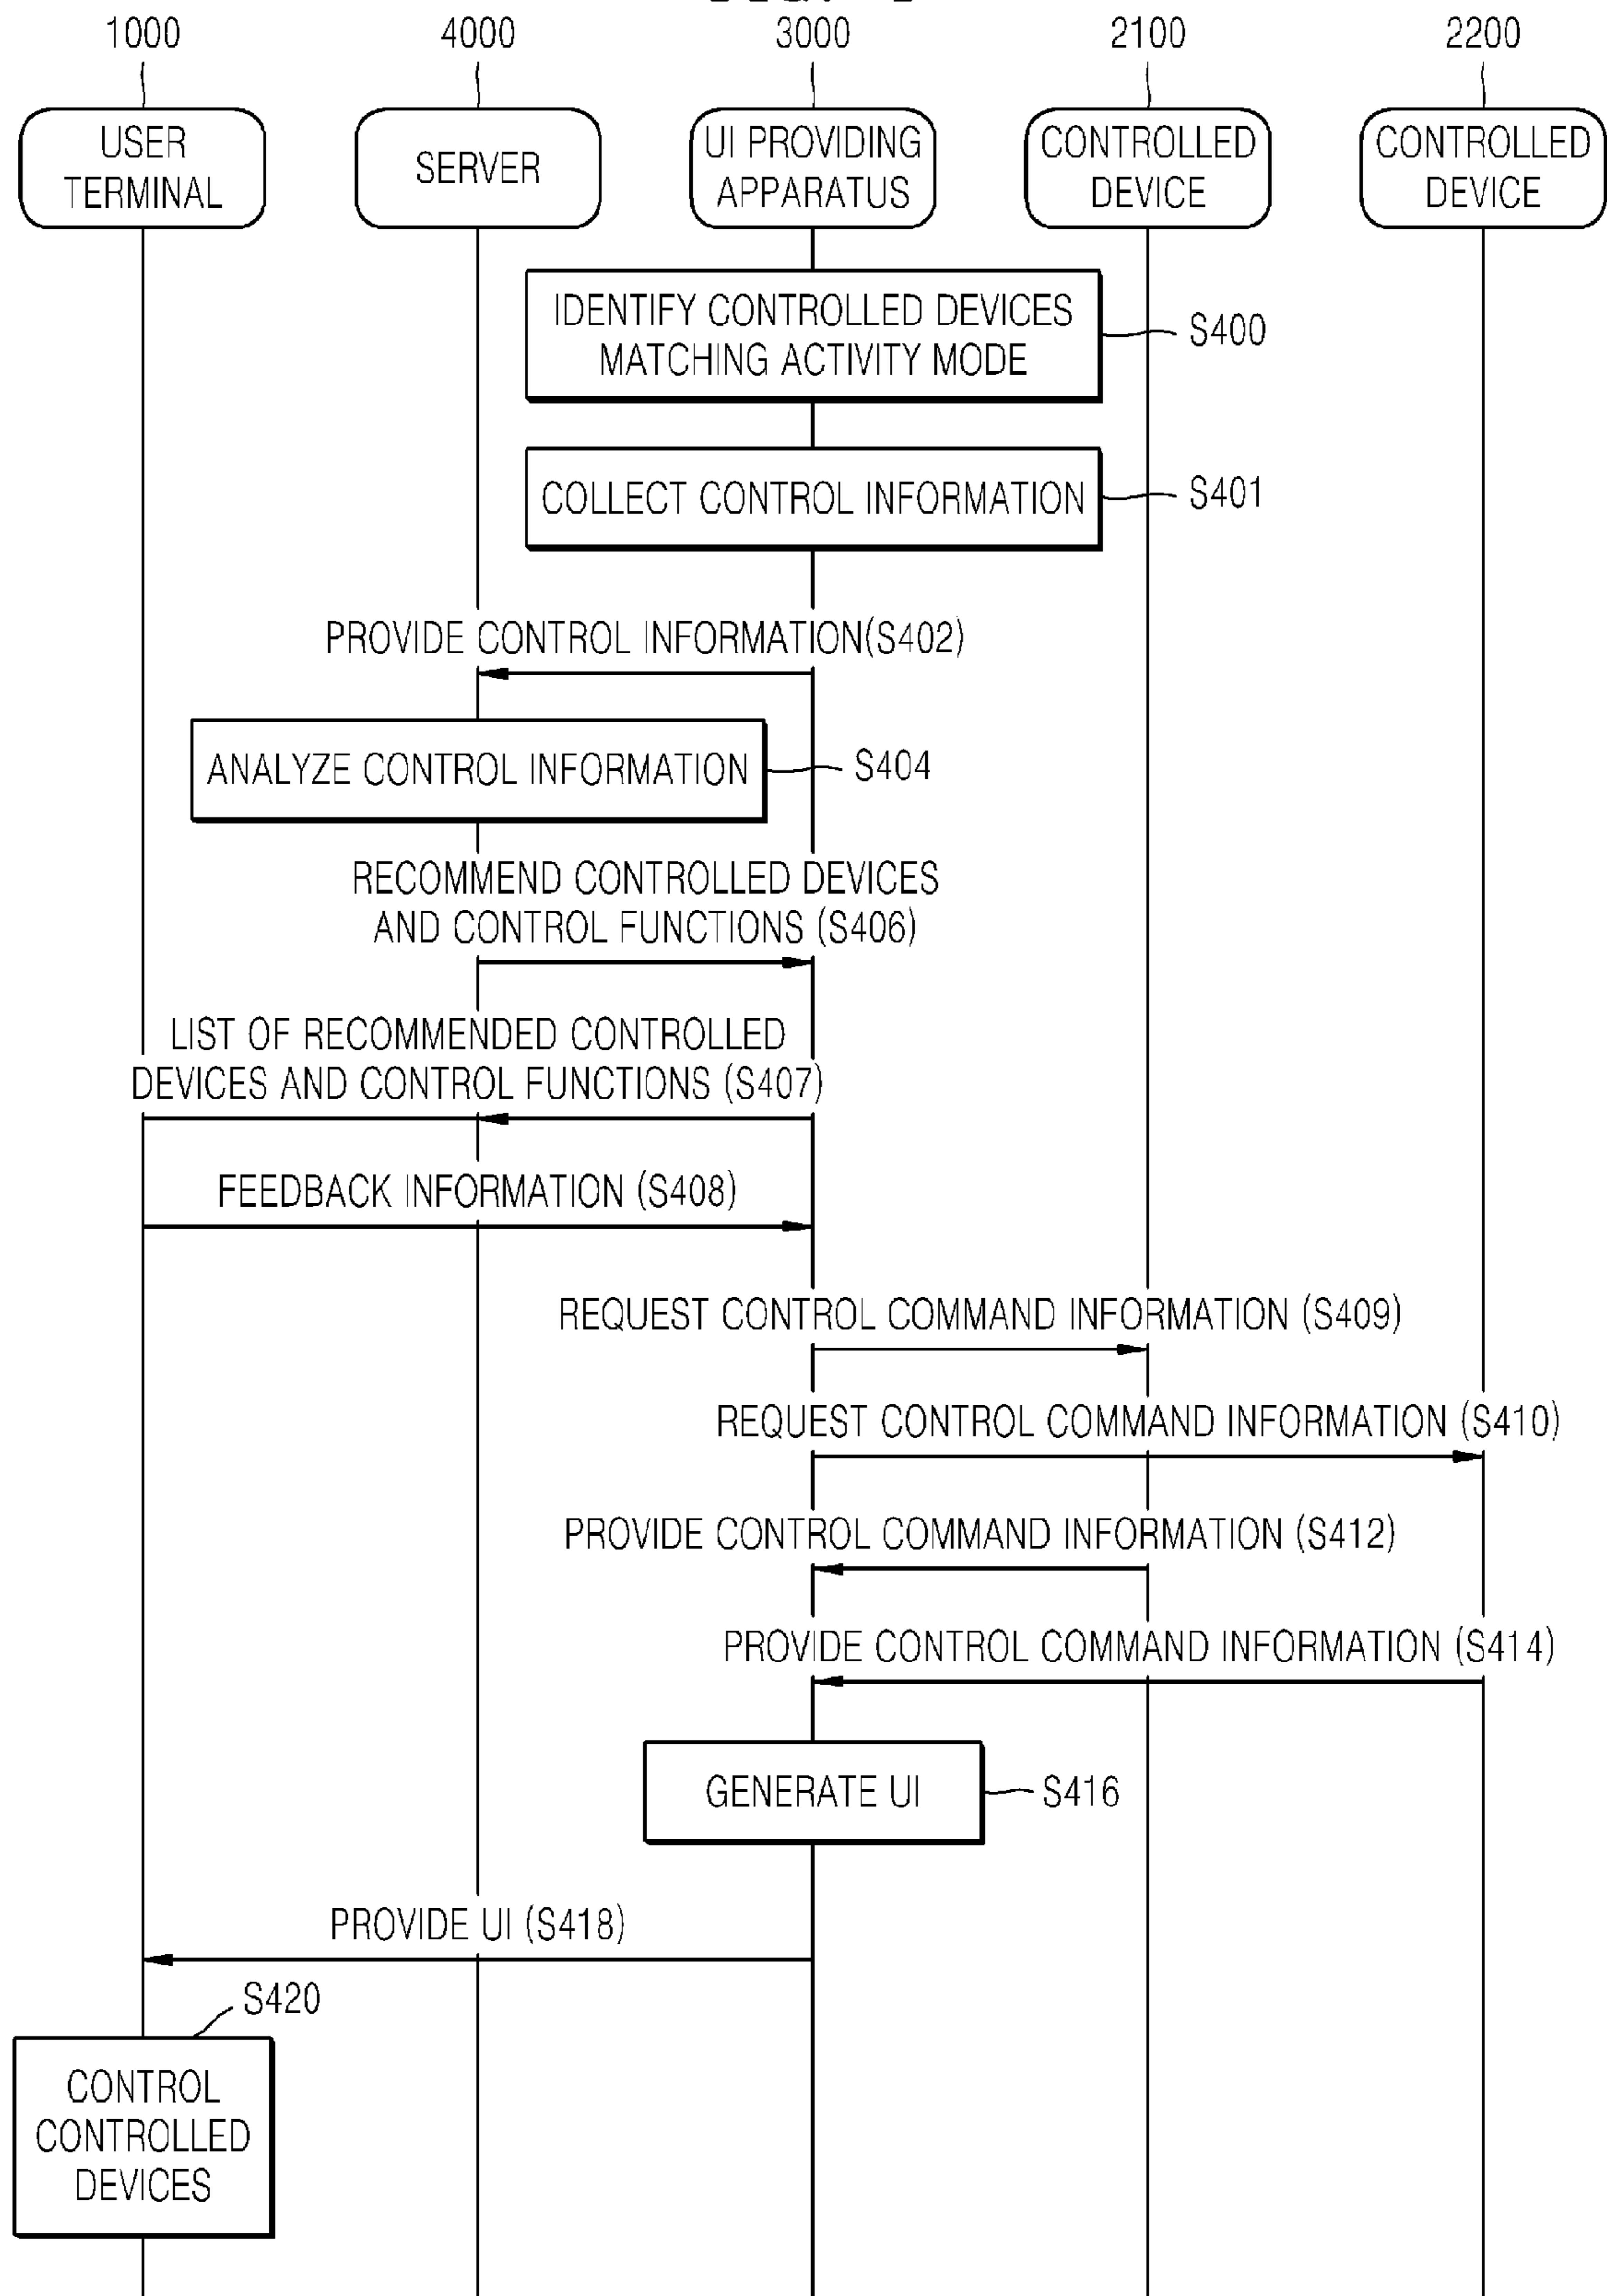 1000 4000 3000 2100 2200
USER
TERMINAL
SERVER
UI PROVIDING
APPARATUS
CONTROLLED
DEVICE
CONTROLLED
DEVICE
IDENTIFY CONTROLLED DEVICES
MATCHING ACTIVITY MODE
S400
COLLECT CONTROL INFORMATION
S401
PROVIDE CONTROL INFORMATION(S402)
ANALYZE CONTROL INFORMATION
S404
RECOMMEND CONTROLLED DEVICES
AND CONTROL FUNCTIONS (S406)
LIST OF RECOMMENDED CONTROLLED
DEVICES AND CONTROL FUNCTIONS (S407)
FEEDBACK INFORMATION (S408)
REQUEST CONTROL COMMAND INFORMATION (S409)
REQUEST CONTROL COMMAND INFORMATION (S410)
PROVIDE CONTROL COMMAND INFORMATION (S412)
PROVIDE CONTROL COMMAND INFORMATION (S414)
GENERATE UI
S416
PROVIDE UI (S418)
S420
CONTROL
CONTROLLED
DEVICES